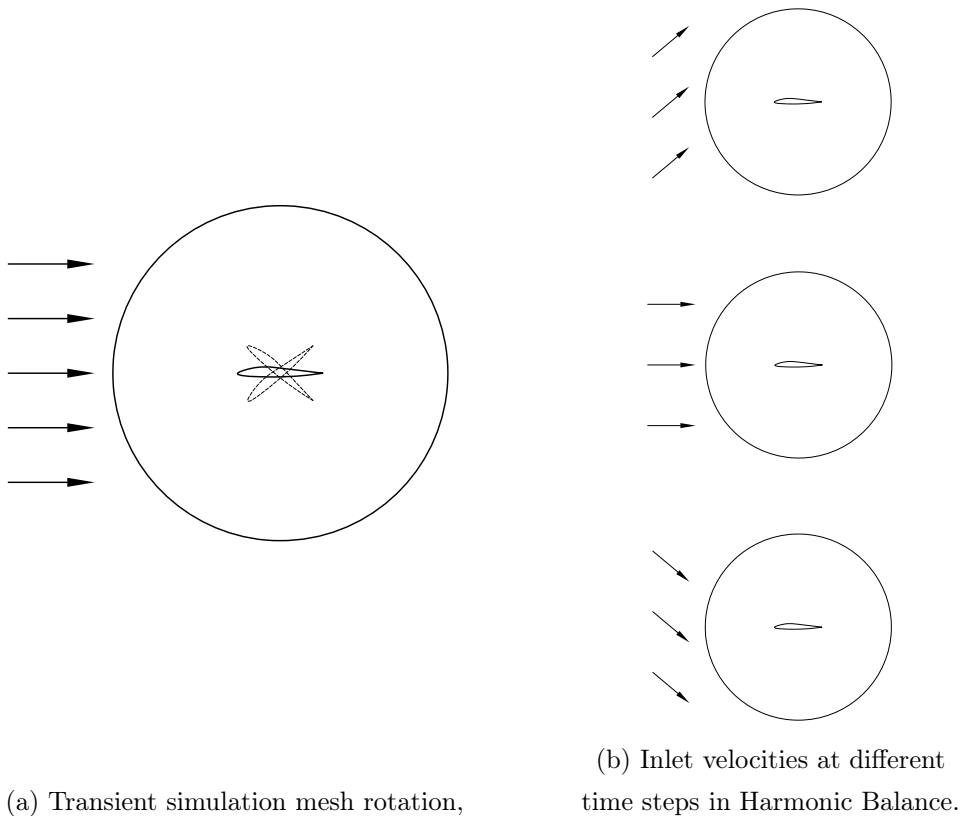 (a) Transient simulation mesh rotation,
(b) Inlet velocities at different
time steps in Harmonic Balance.